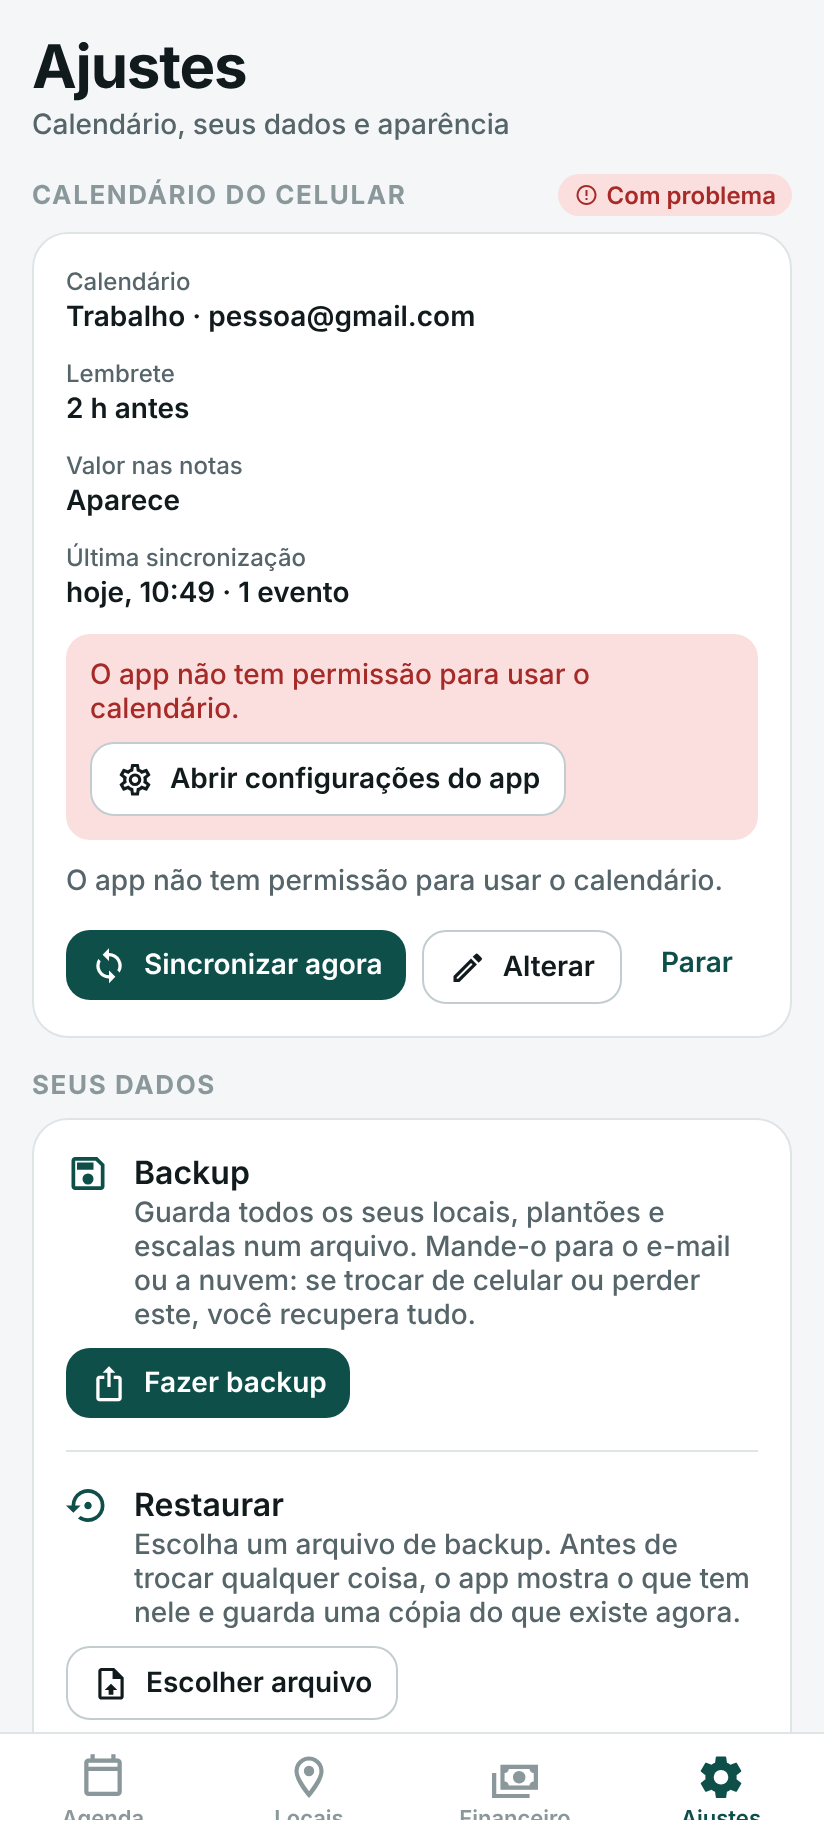 Ajustes
Calendário, seus dados e aparência
CALENDÁRIO DO CELULAR
Com problema
Calendário
Trabalho · pessoa@gmail.com
Lembrete
2 h antes
Valor nas notas
Aparece
Última sincronização
hoje, 10:49 · 1 evento
O app não tem permissão para usar o
calendário.
Abrir configurações do app
O app não tem permissão para usar o calendário.
Sincronizar agora
Alterar
Parar
SEUS DADOS
Backup
Guarda todos os seus locais, plantões e
escalas num arquivo. Mande-o para o e-mail
ou a nuvem: se trocar de celular ou perder
este, você recupera tudo.
Fazer backup
Restaurar
Escolha um arquivo de backup. Antes de
trocar qualquer coisa, o app mostra o que tem
nele e guarda uma cópia do que existe agora.
Escolher arquivo
Agenda
Locais
Financeiro
Ajustes